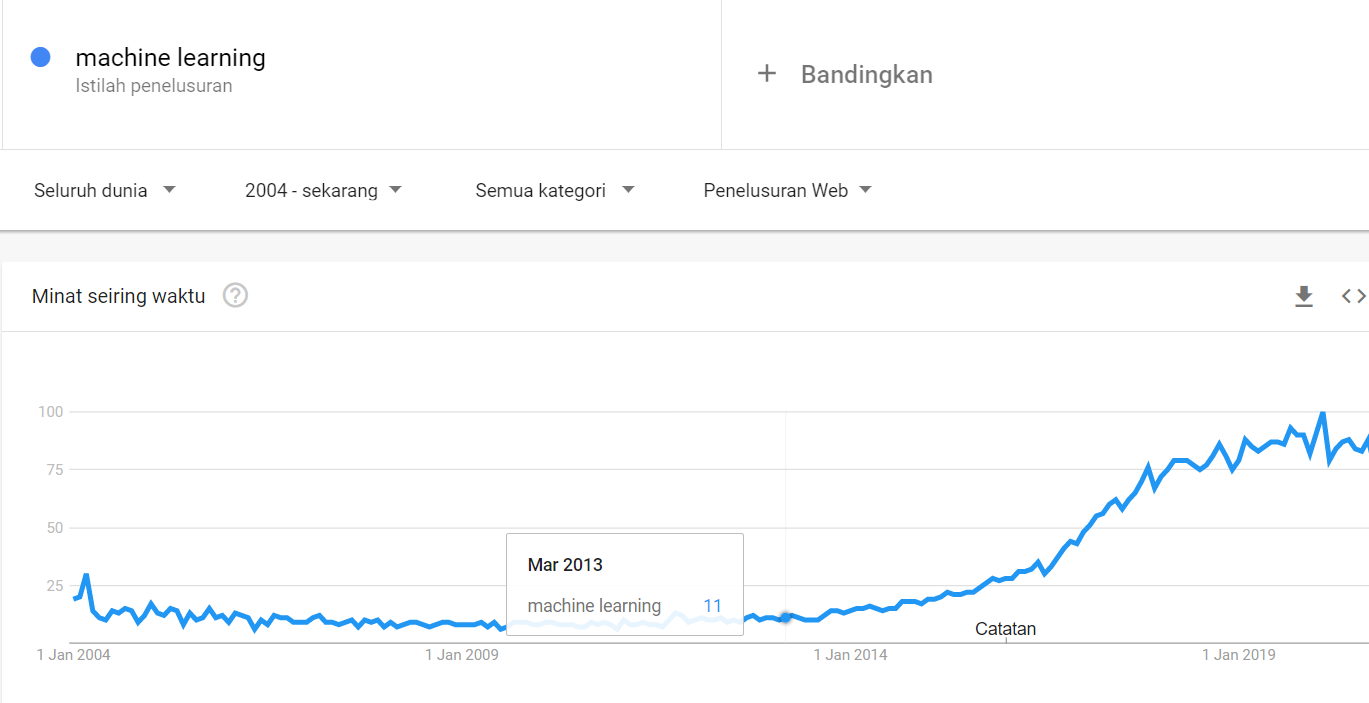 machine learning
Istilah penelusuran
+ Bandingkan
Seluruh dunia
2004 - sekarang
Semua kategori
Penelusuran Web
Minat seiring waktu ?
100
75
50
25
Mar 2013
machine learning 11
Catatan
1 Jan 2004
1 Jan 2009
1 Jan 2014
1 Jan 2019